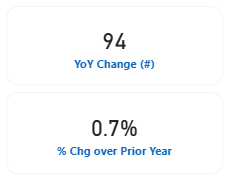 94
YoY Change (#)
0.7%
% Chg over Prior Year